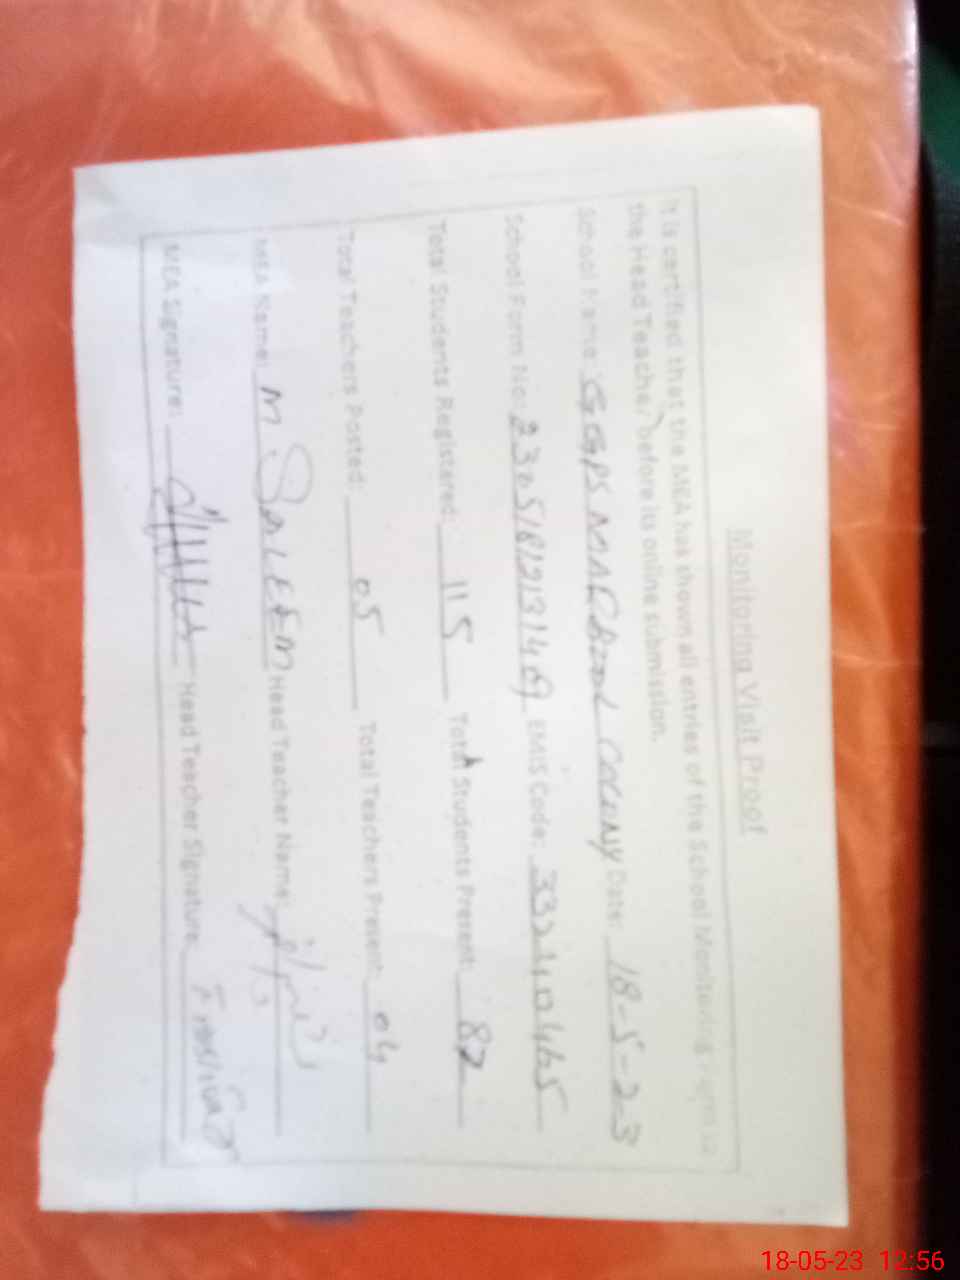 Monitoring Visit Proof
It is certified that the MEA has shown all entries of the School Monitoring to
the Head Teacher before its online submission.
School Name: GGPS COLONY Date: 18-5-23
School Form No: EMIS Code:
Total Students Registered: 115 Total Students Present: 82
Total Teachers Posted: 05 Total Teachers Present: 04
MEA Name: M SALEEM Head Teacher Name:
MEA Signature: Head Teacher Signature
18-05-23 12:56